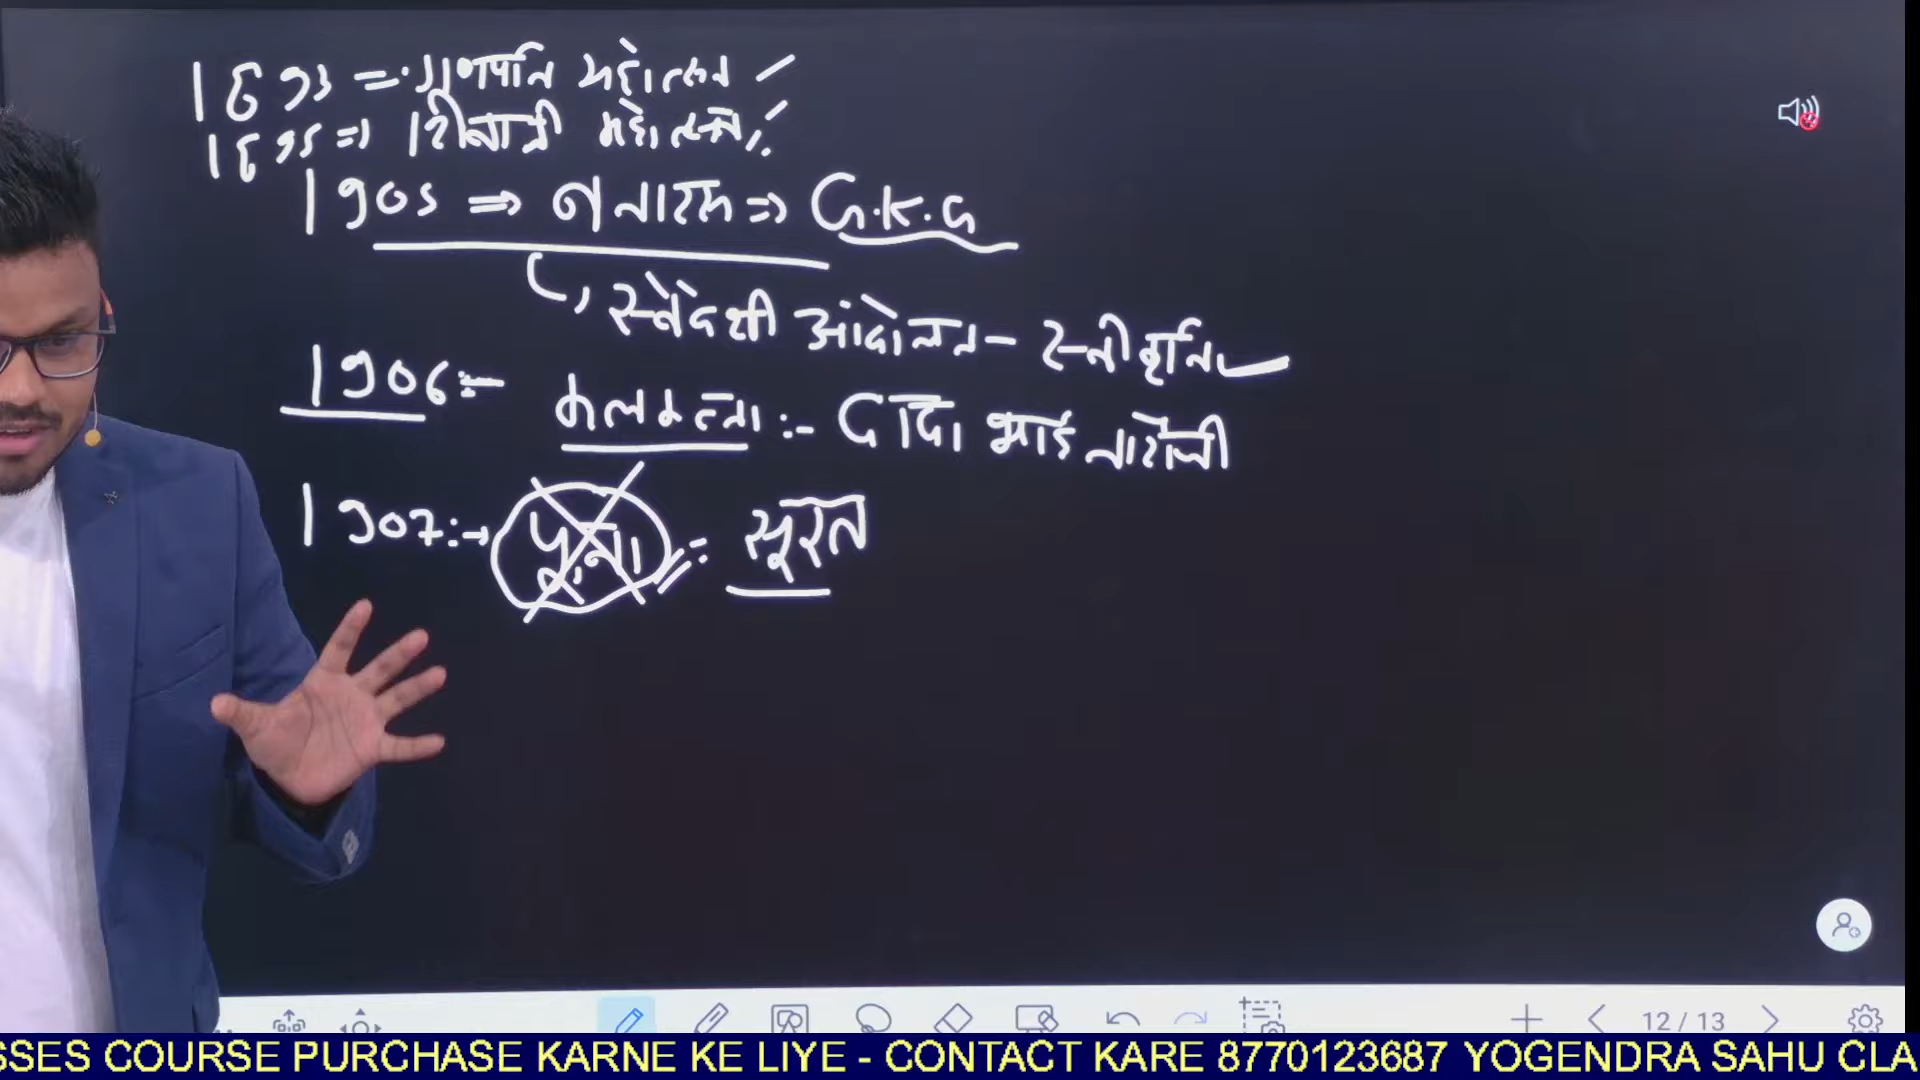 1893 = गणपति महोत्सव
1895 ⇒ शिवाजी महोत्सव
1905 ⇒ बनारस ⇒ G.K.G
स्वेदशी आंदोलन - स्वीकृति
1906 :- कलकत्ता :- दादा भाई नारोजी
1907 :→ पूना = सूरत
12 / 13
SSES COURSE PURCHASE KARNE KE LIYE - CONTACT KARE 8770123687 YOGENDRA SAHU CLA